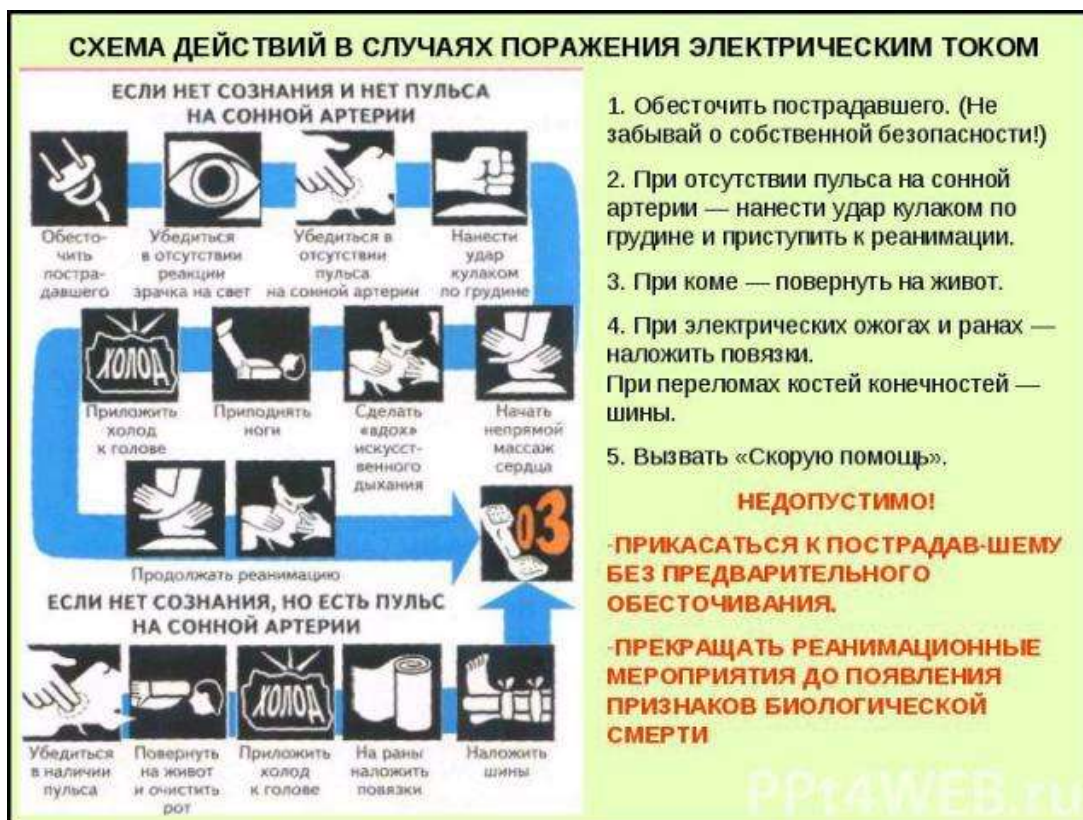 СХЕМА ДЕЙСТВИЙ В СЛУЧАЯХ ПОРАЖЕНИЯ ЭЛЕКТРИЧЕСКИМ ТОКОМ
ЕСЛИ НЕТ СОЗНАНИЯ И НЕТ ПУЛЬСА
НА СОННОЙ АРТЕРИИ
Обесто-
чить
постра-
давшего
Убедиться
в отсутствии
реакции
зрачка на свет
Убедиться в
отсутствии
пульса
на сонной артерии
Нанести
удар
кулаком
по грудине
ХОЛОД
Приложить
холод
к голове
Приподнять
ноги
Сделать
«вдох»
искусст-
венного
дыхания
Начать
непрямой
массаж
сердца
Продолжать реанимацию
03
ЕСЛИ НЕТ СОЗНАНИЯ, НО ЕСТЬ ПУЛЬС
НА СОННОЙ АРТЕРИИ
Убедиться
в наличии
пульса
Повернуть
на живот
и очистить
рот
ХОЛОД
Приложить
холод
к голове
На раны
наложить
повязки
Наложить
шины
1. Обесточить пострадавшего. (Не
забывай о собственной безопасности!)
2. При отсутствии пульса на сонной
артерии — нанести удар кулаком по
грудине и приступить к реанимации.
3. При коме — повернуть на живот.
4. При электрических ожогах и ранах —
наложить повязки.
При переломах костей конечностей —
шины.
5. Вызвать «Скорую помощь».
НЕДОПУСТИМО!
-ПРИКАСАТЬСЯ К ПОСТРАДАВ-ШЕМУ
БЕЗ ПРЕДВАРИТЕЛЬНОГО
ОБЕСТОЧИВАНИЯ.
-ПРЕКРАЩАТЬ РЕАНИМАЦИОННЫЕ
МЕРОПРИЯТИЯ ДО ПОЯВЛЕНИЯ
ПРИЗНАКОВ БИОЛОГИЧЕСКОЙ
СМЕРТИ
PPt4WEB.ru